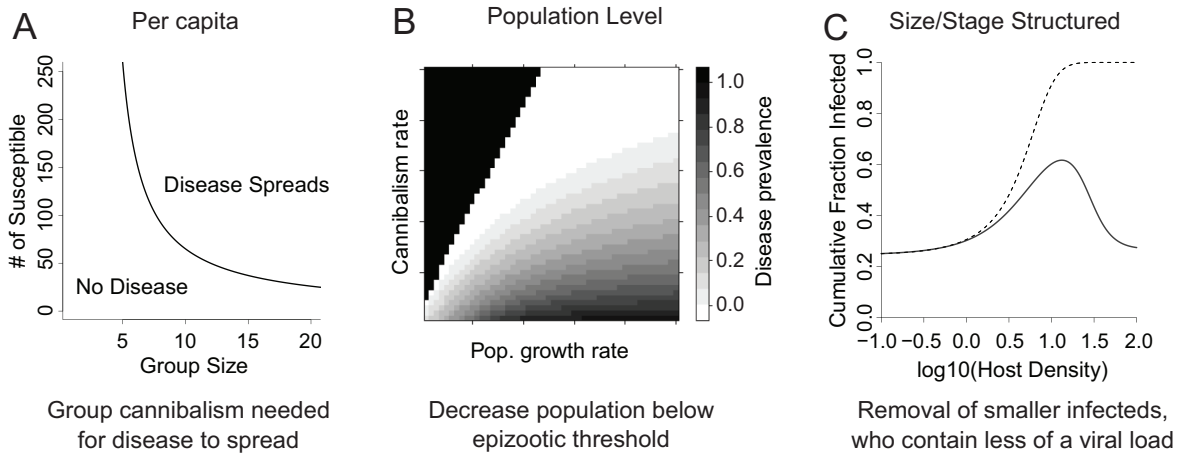 A
Per capita
# of Susceptible
250
200
150
100
50
0
Disease Spreads
No Disease
5
10
15
20
Group Size
Group cannibalism needed
for disease to spread
B
Population Level
Cannibalism rate
Pop. growth rate
1.0
0.8
0.6
0.4
0.2
0.0
Disease prevalence
Decrease population below
epizootic threshold
C
Size/Stage Structured
Cumulative Fraction Infected
1.0
0.8
0.6
0.4
0.2
0.0
−1.0
−0.5
0.0
0.5
1.0
1.5
2.0
log10(Host Density)
Removal of smaller infecteds,
who contain less of a viral load